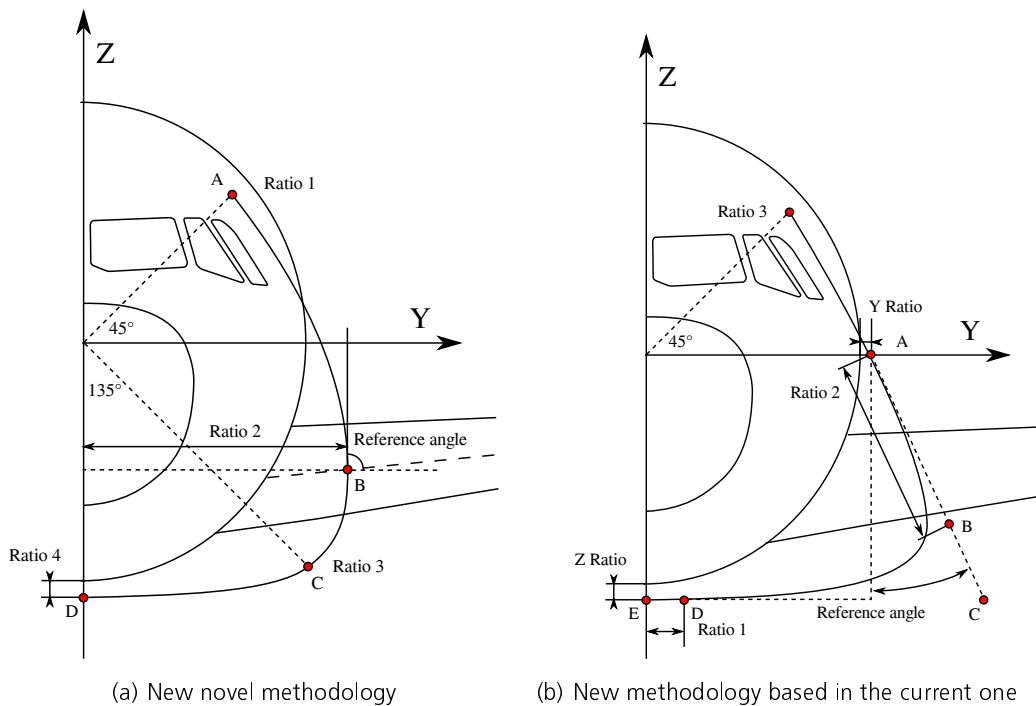 Z
A
Ratio 1
45°
Y
135°
Ratio 2
Reference angle
B
Ratio 4
C
Ratio 3
D
(a) New novel methodology
Z
Ratio 3
Y Ratio
45°
A
Y
Ratio 2
B
Z Ratio
E
D
Reference angle
C
Ratio 1
(b) New methodology based in the current one